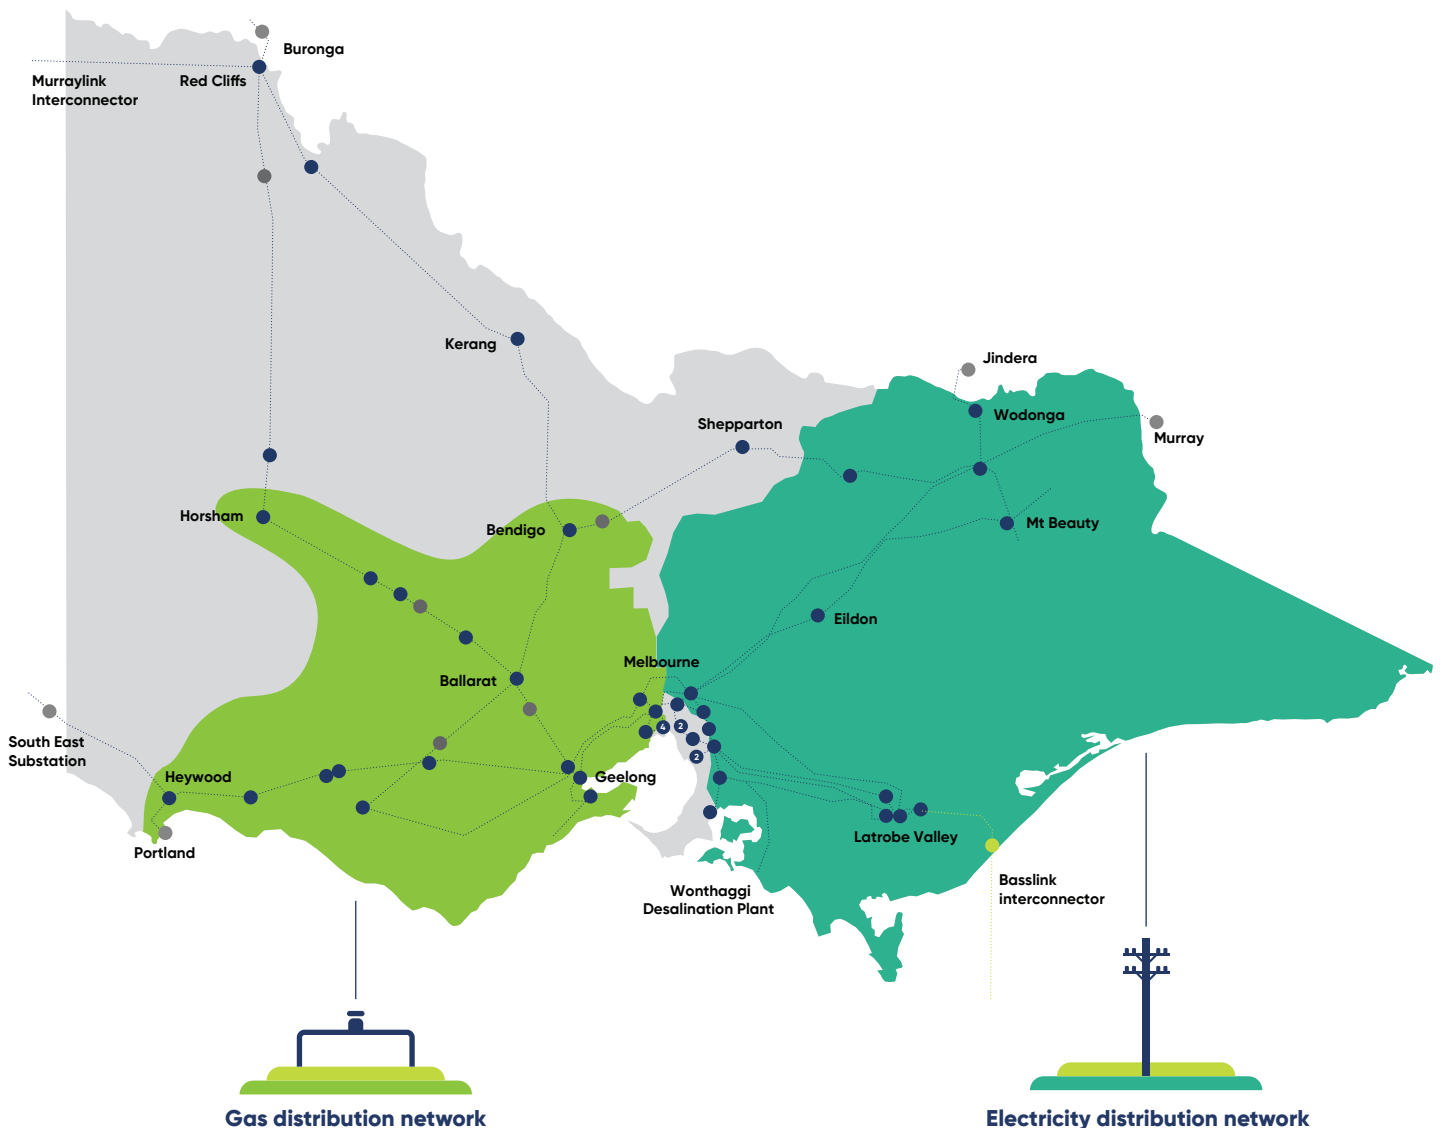 Buronga
Murraylink
Interconnector
Red Cliffs
Kerang
Jindera
Wodonga
Shepparton
Murray
Horsham
Bendigo
Mt Beauty
Eildon
Melbourne
Ballarat
4
2
2
South East
Substation
Heywood
Geelong
Latrobe Valley
Portland
Wonthaggi
Desalination Plant
Basslink
interconnector
Gas distribution network
Electricity distribution network